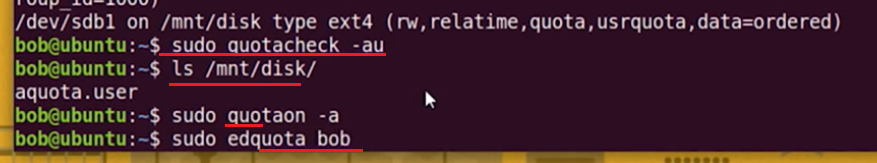 roup_id=1000)
/dev/sdb1 on /mnt/disk type ext4 (rw,relatime,quota,usrquota,data=ordered)
bob@ubuntu:~$ sudo quotacheck -au
bob@ubuntu:~$ ls /mnt/disk/
aquota.user
bob@ubuntu:~$ sudo quotaon -a
bob@ubuntu:~$ sudo edquota bob